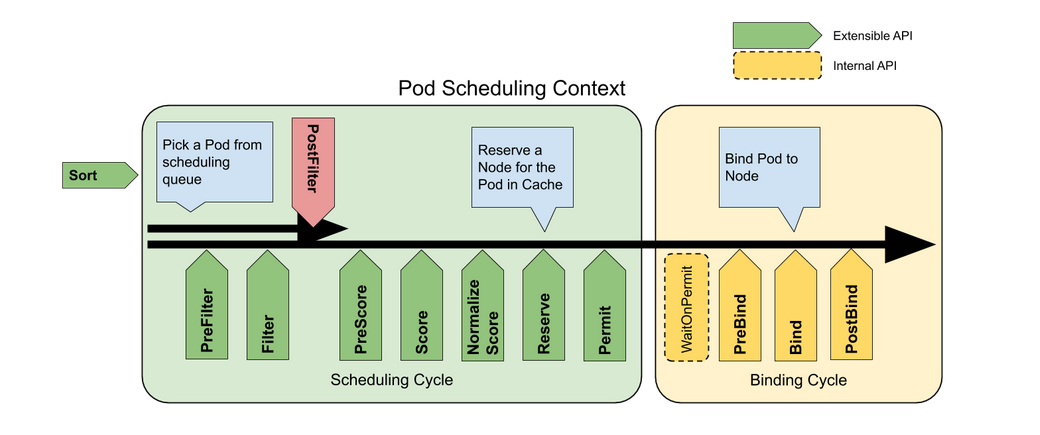 Extensible API
Internal API
Pod Scheduling Context
Pick a Pod from
scheduling
queue
PostFilter
Reserve a
Node for the
Pod in Cache
Bind Pod to
Node
Sort
PreFilter
Filter
PreScore
Score
Normalize
Score
Reserve
Permit
WaitOnPermit
PreBind
Bind
PostBind
Scheduling Cycle
Binding Cycle